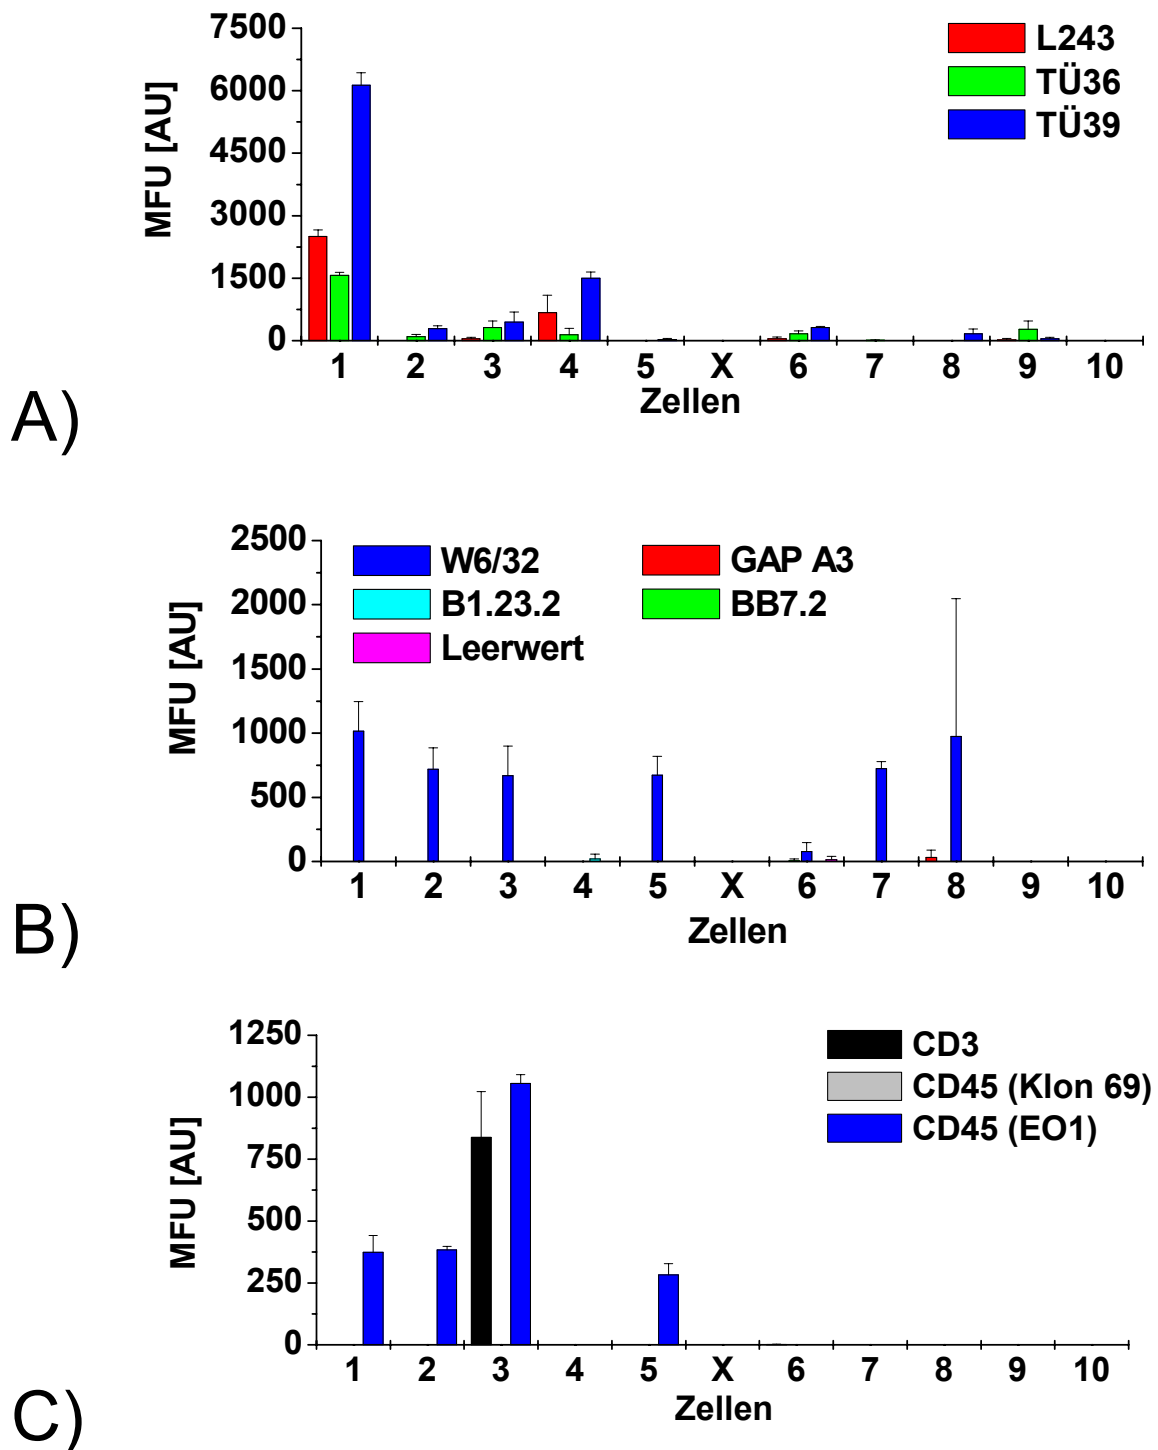 7500
6000
4500
3000
1500
0
MFU [AU]
L243
TÜ36
TÜ39
1 2 3 4 5 X 6 7 8 9 10
Zellen
A)
2500
2000
1500
1000
500
0
MFU [AU]
W6/32 GAP A3
B1.23.2 BB7.2
Leerwert
1 2 3 4 5 X 6 7 8 9 10
Zellen
B)
1250
1000
750
500
250
0
MFU [AU]
CD3
CD45 (Klon 69)
CD45 (EO1)
1 2 3 4 5 X 6 7 8 9 10
Zellen
C)